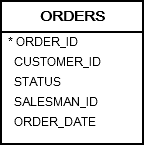 ORDERS
* ORDER_ID
CUSTOMER_ID
STATUS
SALESMAN_ID
ORDER_DATE